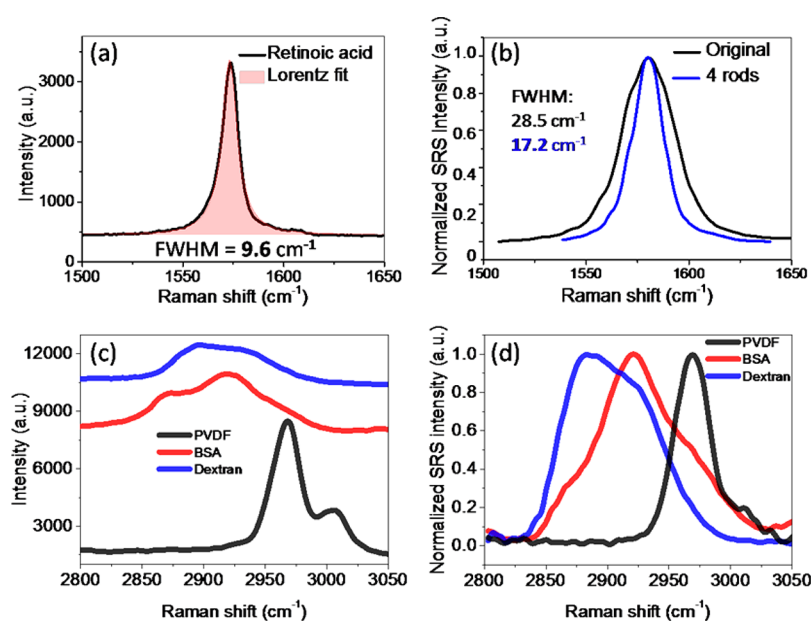 (a)
Retinoic acid
Lorentz fit
Intensity (a.u.)
3000
2000
1000
0
FWHM = 9.6 cm-1
1500
1550
1600
1650
Raman shift (cm-1)
(b)
Original
4 rods
FWHM:
28.5 cm-1
17.2 cm-1
Normalized SRS Intensity (a.u.)
1.0
0.8
0.6
0.4
0.2
0.2
1500
1550
1600
1650
Raman shift (cm-1)
(c)
PVDF
BSA
Dextran
Intensity (a.u.)
12000
9000
6000
3000
2800
2900
2950
3000
3050
Raman shift (cm-1)
(d)
PVDF
BSA
Dextran
Normalized SRS Intensity (a.u.)
1.0
0.8
0.6
0.4
0.2
0.0
2800
2850
2900
2950
3000
3050
Raman shift (cm-1)